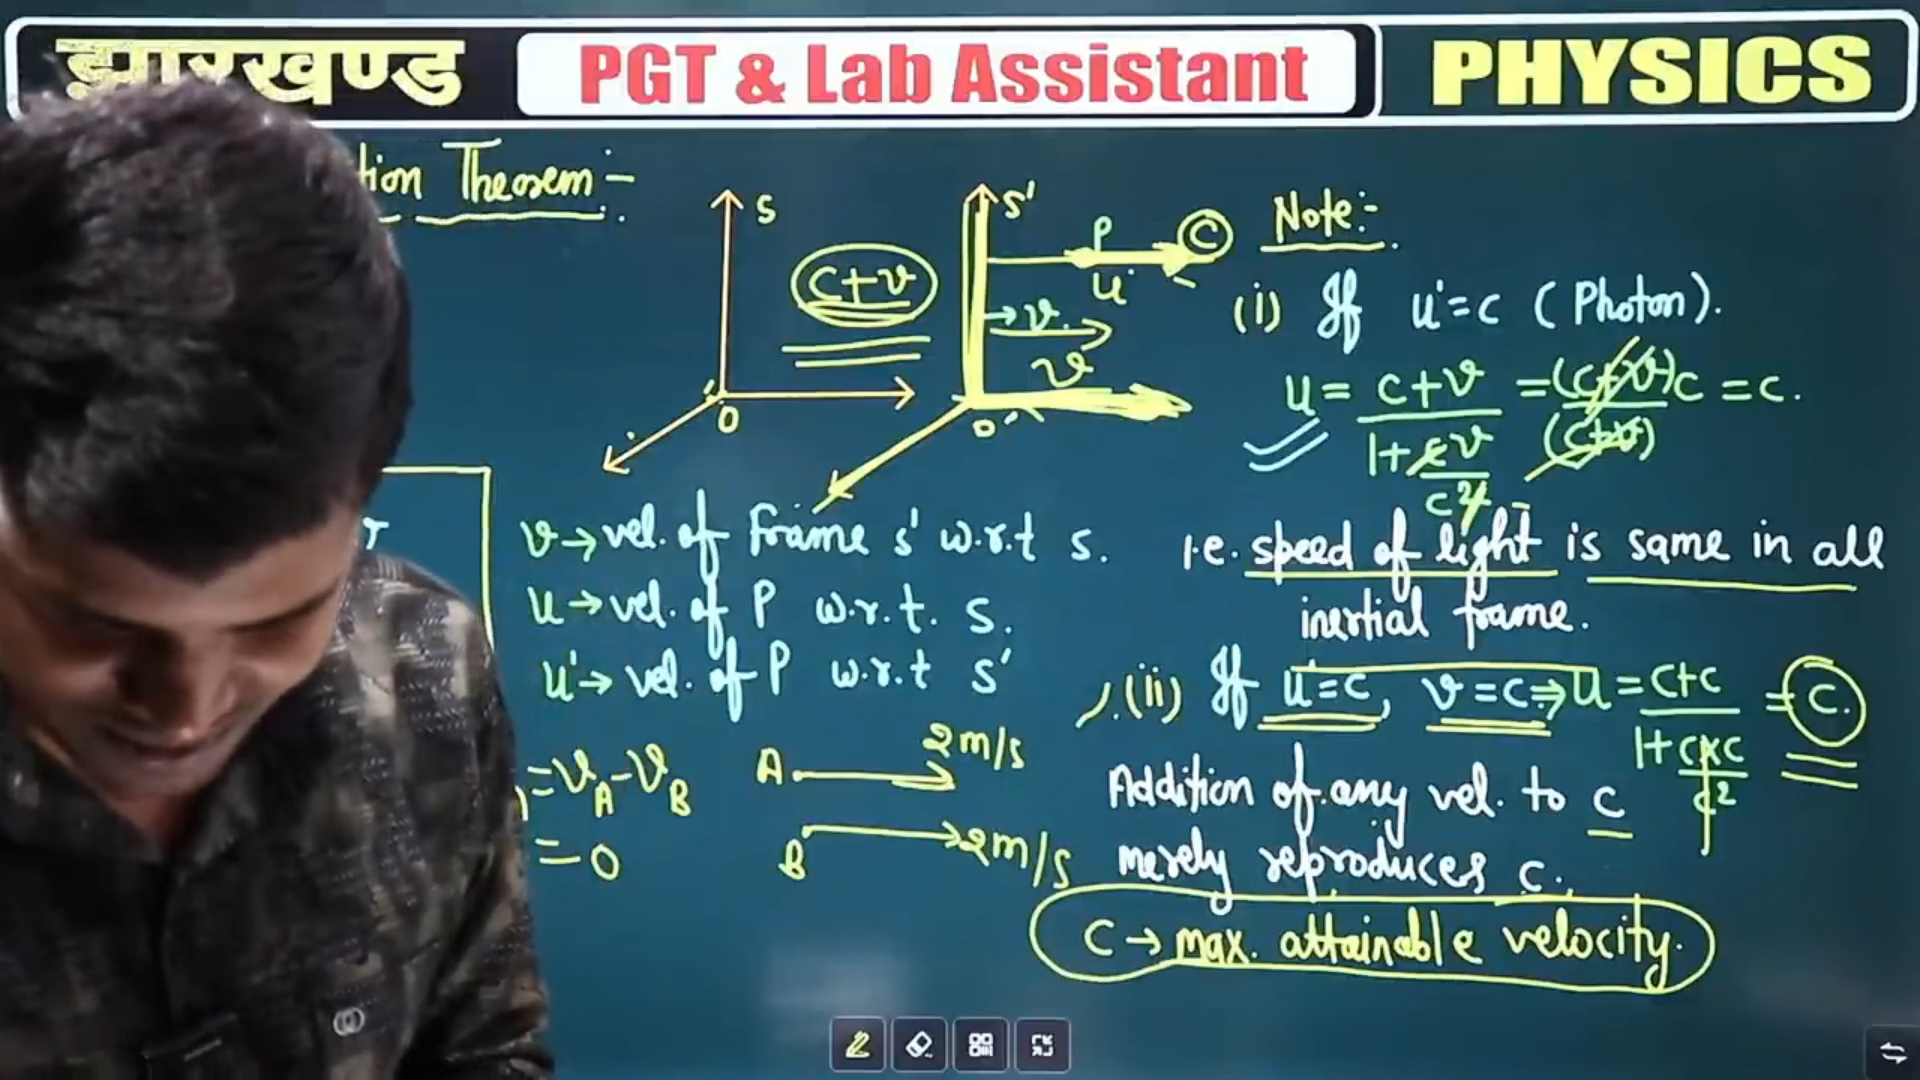 झारखण्ड
PGT & Lab Assistant
PHYSICS
tion Theorem:-
S
S'
C+v
P
C
u'
→v.
v
O
O'
v→vel. of Frame s' w.r.t s.
u→vel. of P w.r.t. s.
u'→vel. of P w.r.t s'
=vA-vB
=0
A
2m/s
B
2m/s
Note:-
(i) If u'=c (Photon).
u= c+v / 1+cv/c² =(c+v)c / (c+v) =c.
i.e. speed of light is same in all
inertial frame.
(ii) If u'=c, v=c⇒u= c+c / 1+c×c/c² =c.
Addition of any vel. to c
merely reproduces c.
C→max. attainable velocity.